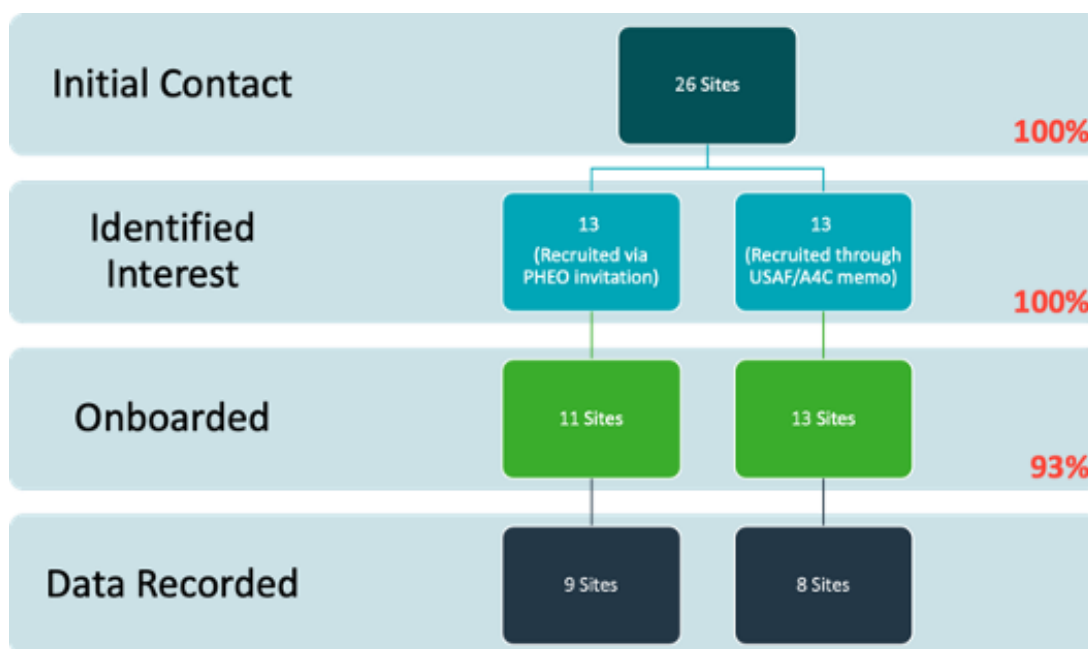 Initial Contact
26 Sites
100%
Identified
Interest
13
(Recruited via
PHEO invitation)
13
(Recruited through
USAF/A4C memo)
100%
Onboarded
11 Sites
13 Sites
93%
Data Recorded
9 Sites
8 Sites